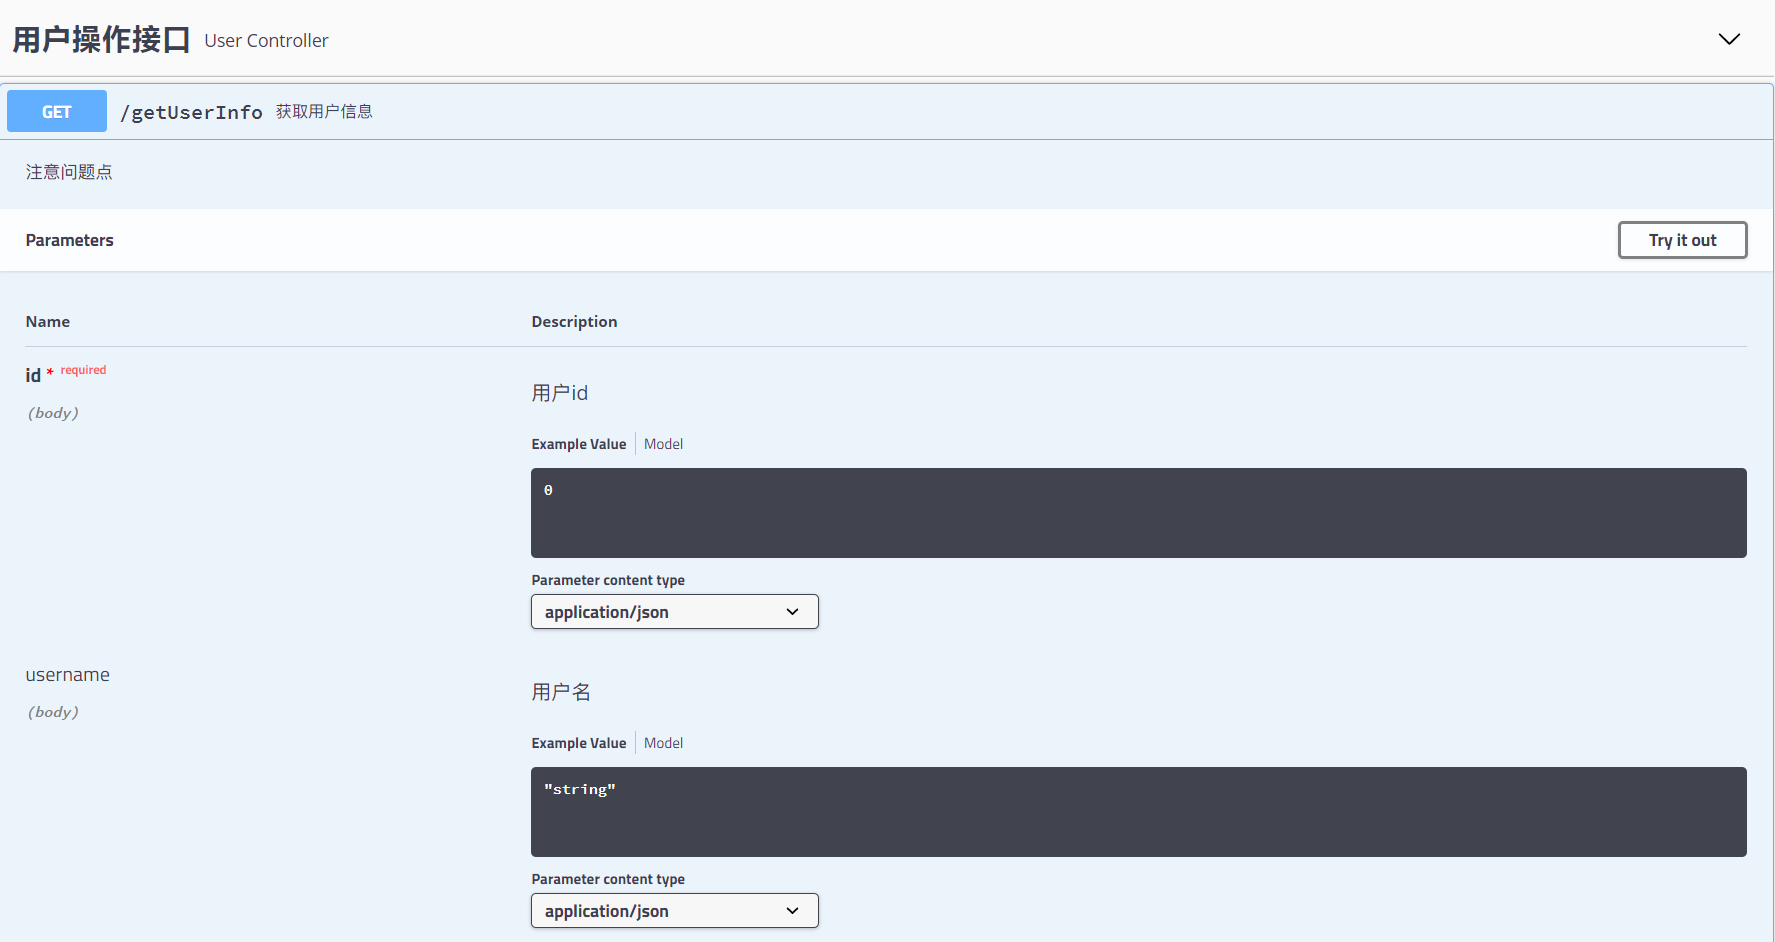 用户操作接口 User Controller
GET /getUserInfo 获取用户信息
注意问题点
Parameters Try it out
Name Description
id * required
(body)
用户id
Example Value Model
0
Parameter content type
application/json
username
(body)
用户名
Example Value Model
"string"
Parameter content type
application/json